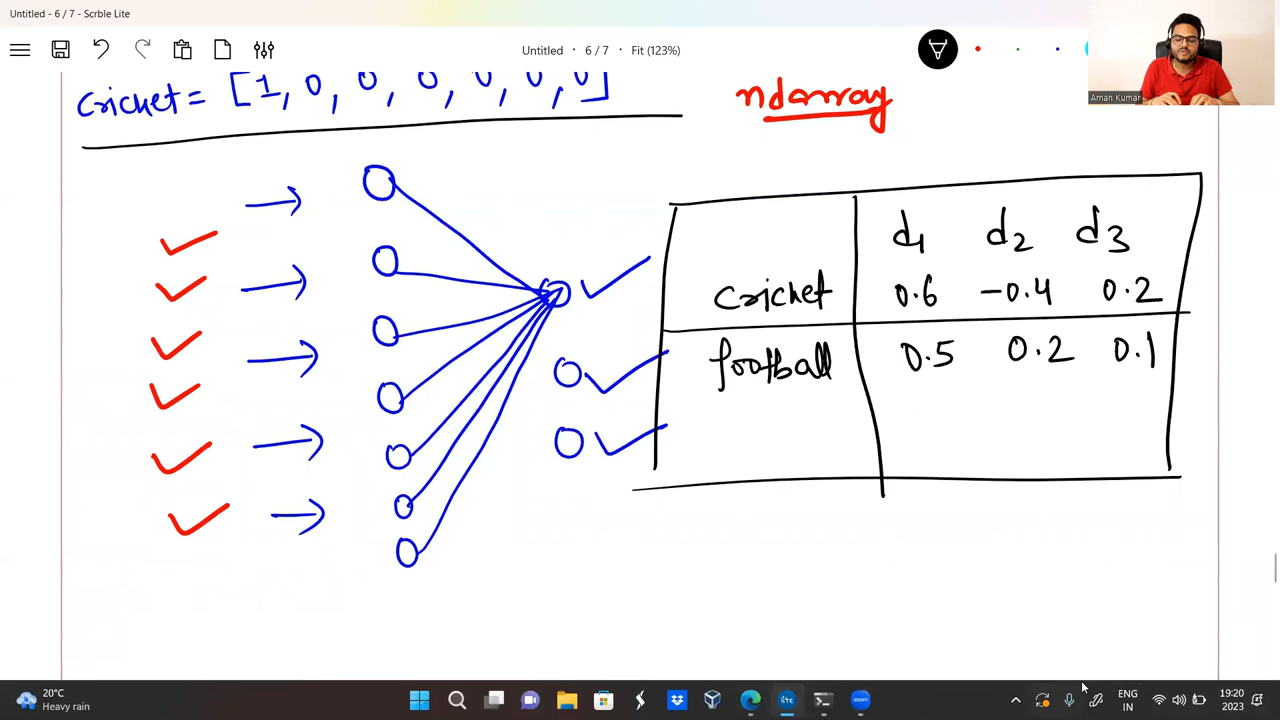 Untitled - 6 / 7 - Scrble Lite
Untitled • 6 / 7 • Fit (123%)
Aman Kumar
Cricket = [1, 0, 0, 0, 0, 0, 0]
ndarray
d1 d2 d3
Cricket 0.6 -0.4 0.2
football 0.5 0.2 0.1
20°C
Heavy rain
lite
zoom
ENG
IN
19:20
2023